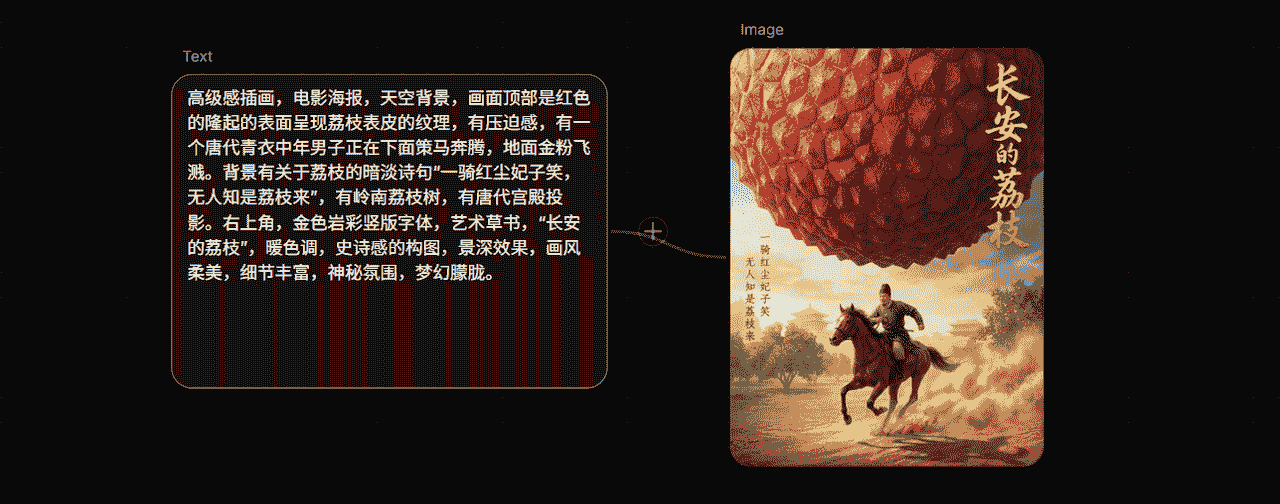 Text
高级感插画，电影海报，天空背景，画面顶部是红色
的隆起的表面呈现荔枝表皮的纹理，有压迫感，有一
个唐代青衣中年男子正在下面策马奔腾，地面金粉飞
溅。背景有关于荔枝的暗淡诗句“一骑红尘妃子笑，
无人知是荔枝来”，有岭南荔枝树，有唐代宫殿投
影。右上角，金色岩彩竖版字体，艺术草书，“长安
的荔枝”，暖色调，史诗感的构图，景深效果，画风
柔美，细节丰富，神秘氛围，梦幻朦胧。
Image
长安的荔枝
一骑红尘妃子笑
无人知是荔枝来